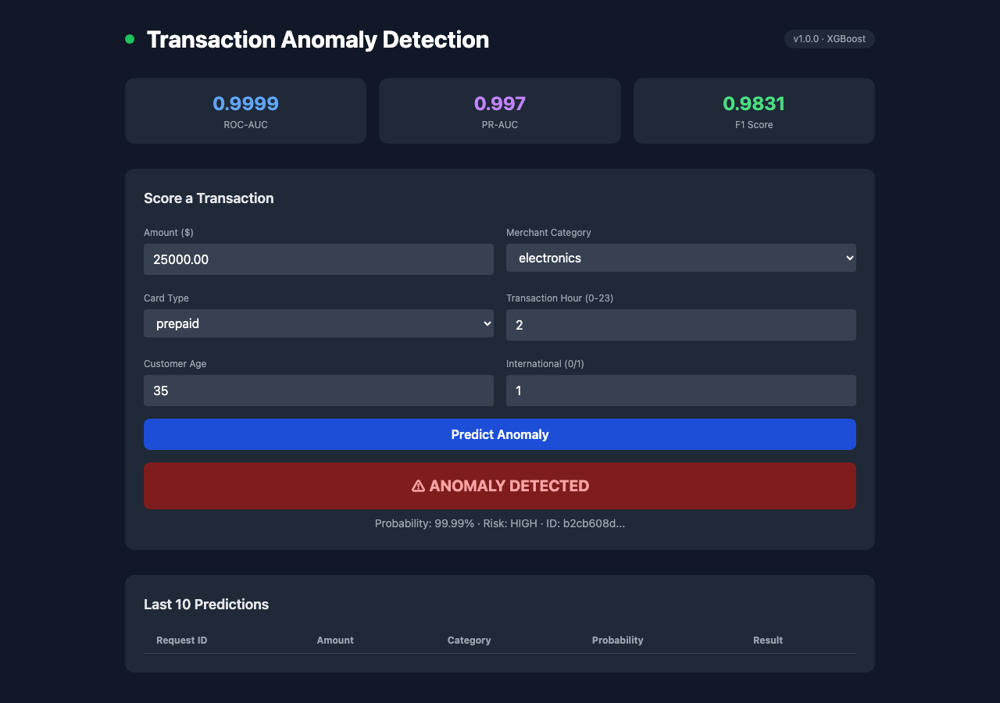 Transaction Anomaly Detection
v1.0.0 · XGBoost
0.9999
ROC-AUC
0.997
PR-AUC
0.9831
F1 Score
Score a Transaction
Amount ($)
25000.00
Merchant Category
electronics
Card Type
prepaid
Transaction Hour (0-23)
2
Customer Age
35
International (0/1)
1
Predict Anomaly
⚠ ANOMALY DETECTED
Probability: 99.99% · Risk: HIGH · ID: b2cb608d...
Last 10 Predictions
Request ID Amount Category Probability Result